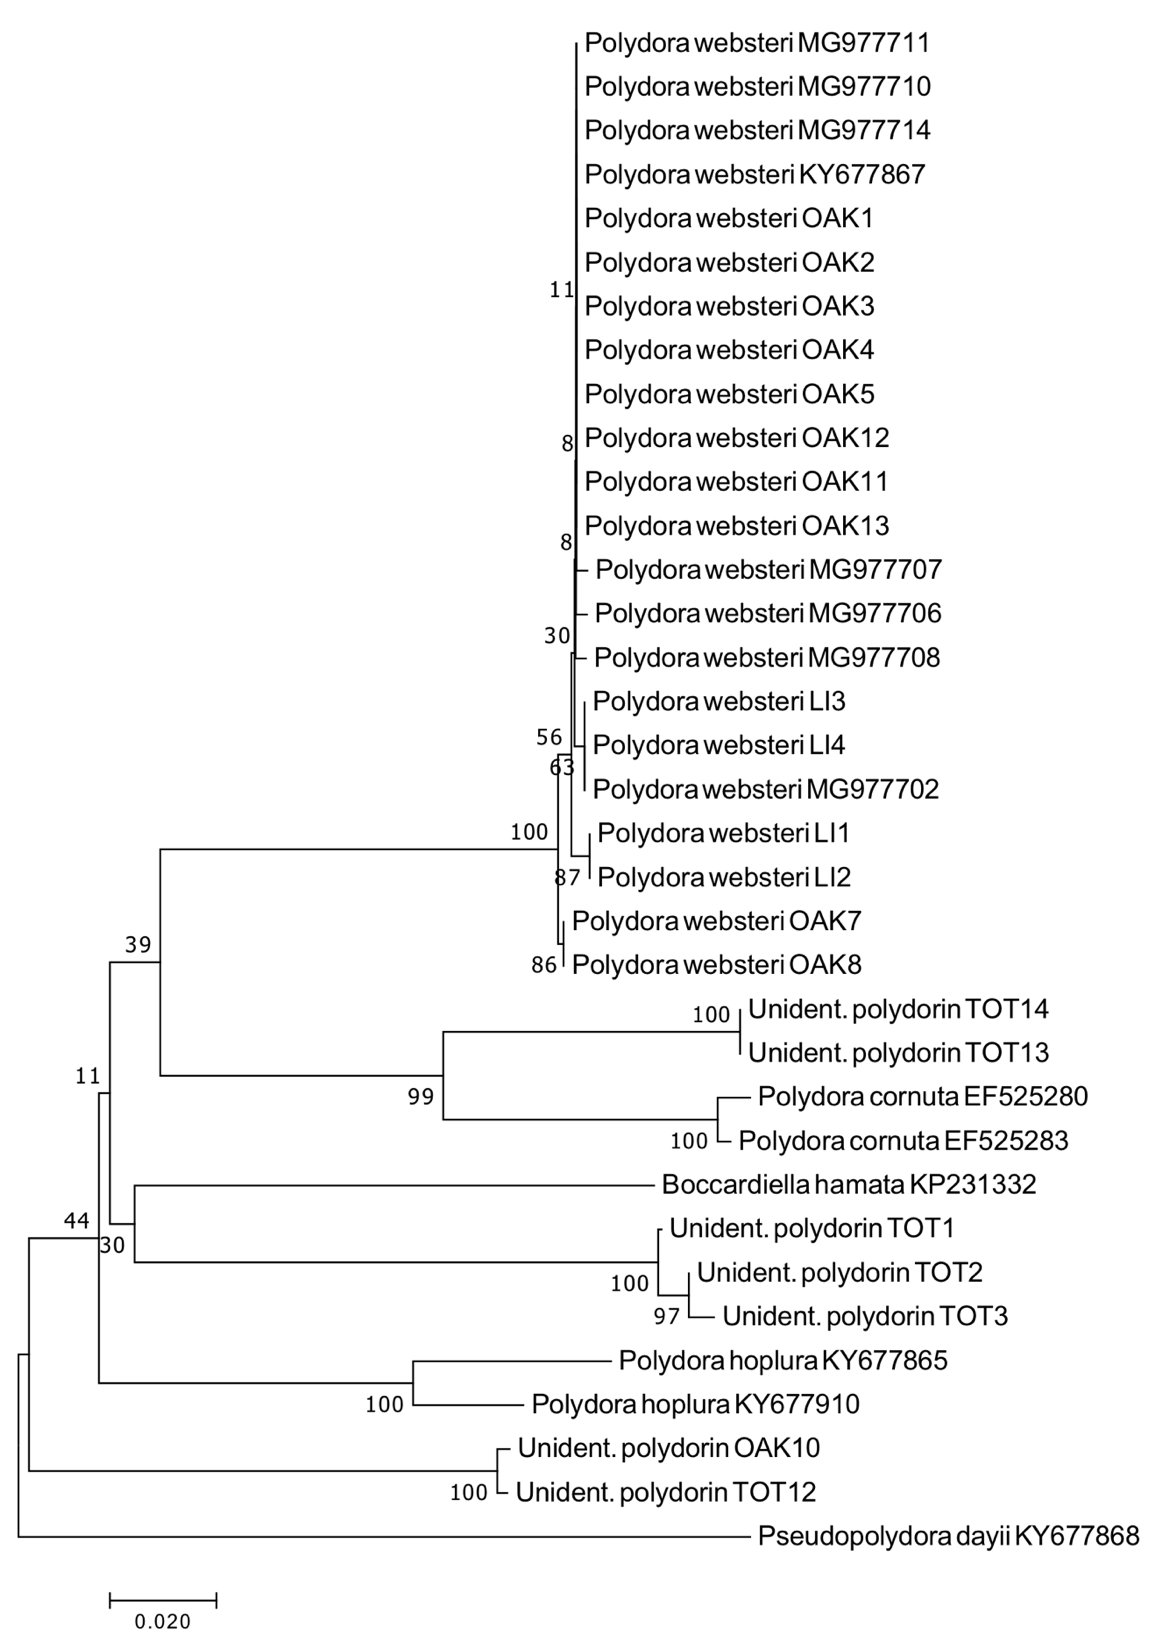 Polydora websteri MG977711
Polydora websteri MG977710
Polydora websteri MG977714
Polydora websteri KY677867
Polydora websteri OAK1
Polydora websteri OAK2
11
Polydora websteri OAK3
Polydora websteri OAK4
Polydora websteri OAK5
8
Polydora websteri OAK12
Polydora websteri OAK11
Polydora websteri OAK13
8
Polydora websteri MG977707
Polydora websteri MG977706
30
Polydora websteri MG977708
Polydora websteri LI3
56
Polydora websteri LI4
63
Polydora websteri MG977702
100
Polydora websteri LI1
87
Polydora websteri LI2
Polydora websteri OAK7
39
86
Polydora websteri OAK8
Unident. polydorin TOT14
100
Unident. polydorin TOT13
11
99
Polydora cornuta EF525280
100
Polydora cornuta EF525283
Boccardiella hamata KP231332
44
Unident. polydorin TOT1
30
Unident. polydorin TOT2
100
97
Unident. polydorin TOT3
Polydora hoplura KY677865
100
Polydora hoplura KY677910
Unident. polydorin OAK10
100
Unident. polydorin TOT12
Pseudopolydora dayii KY677868
0.020